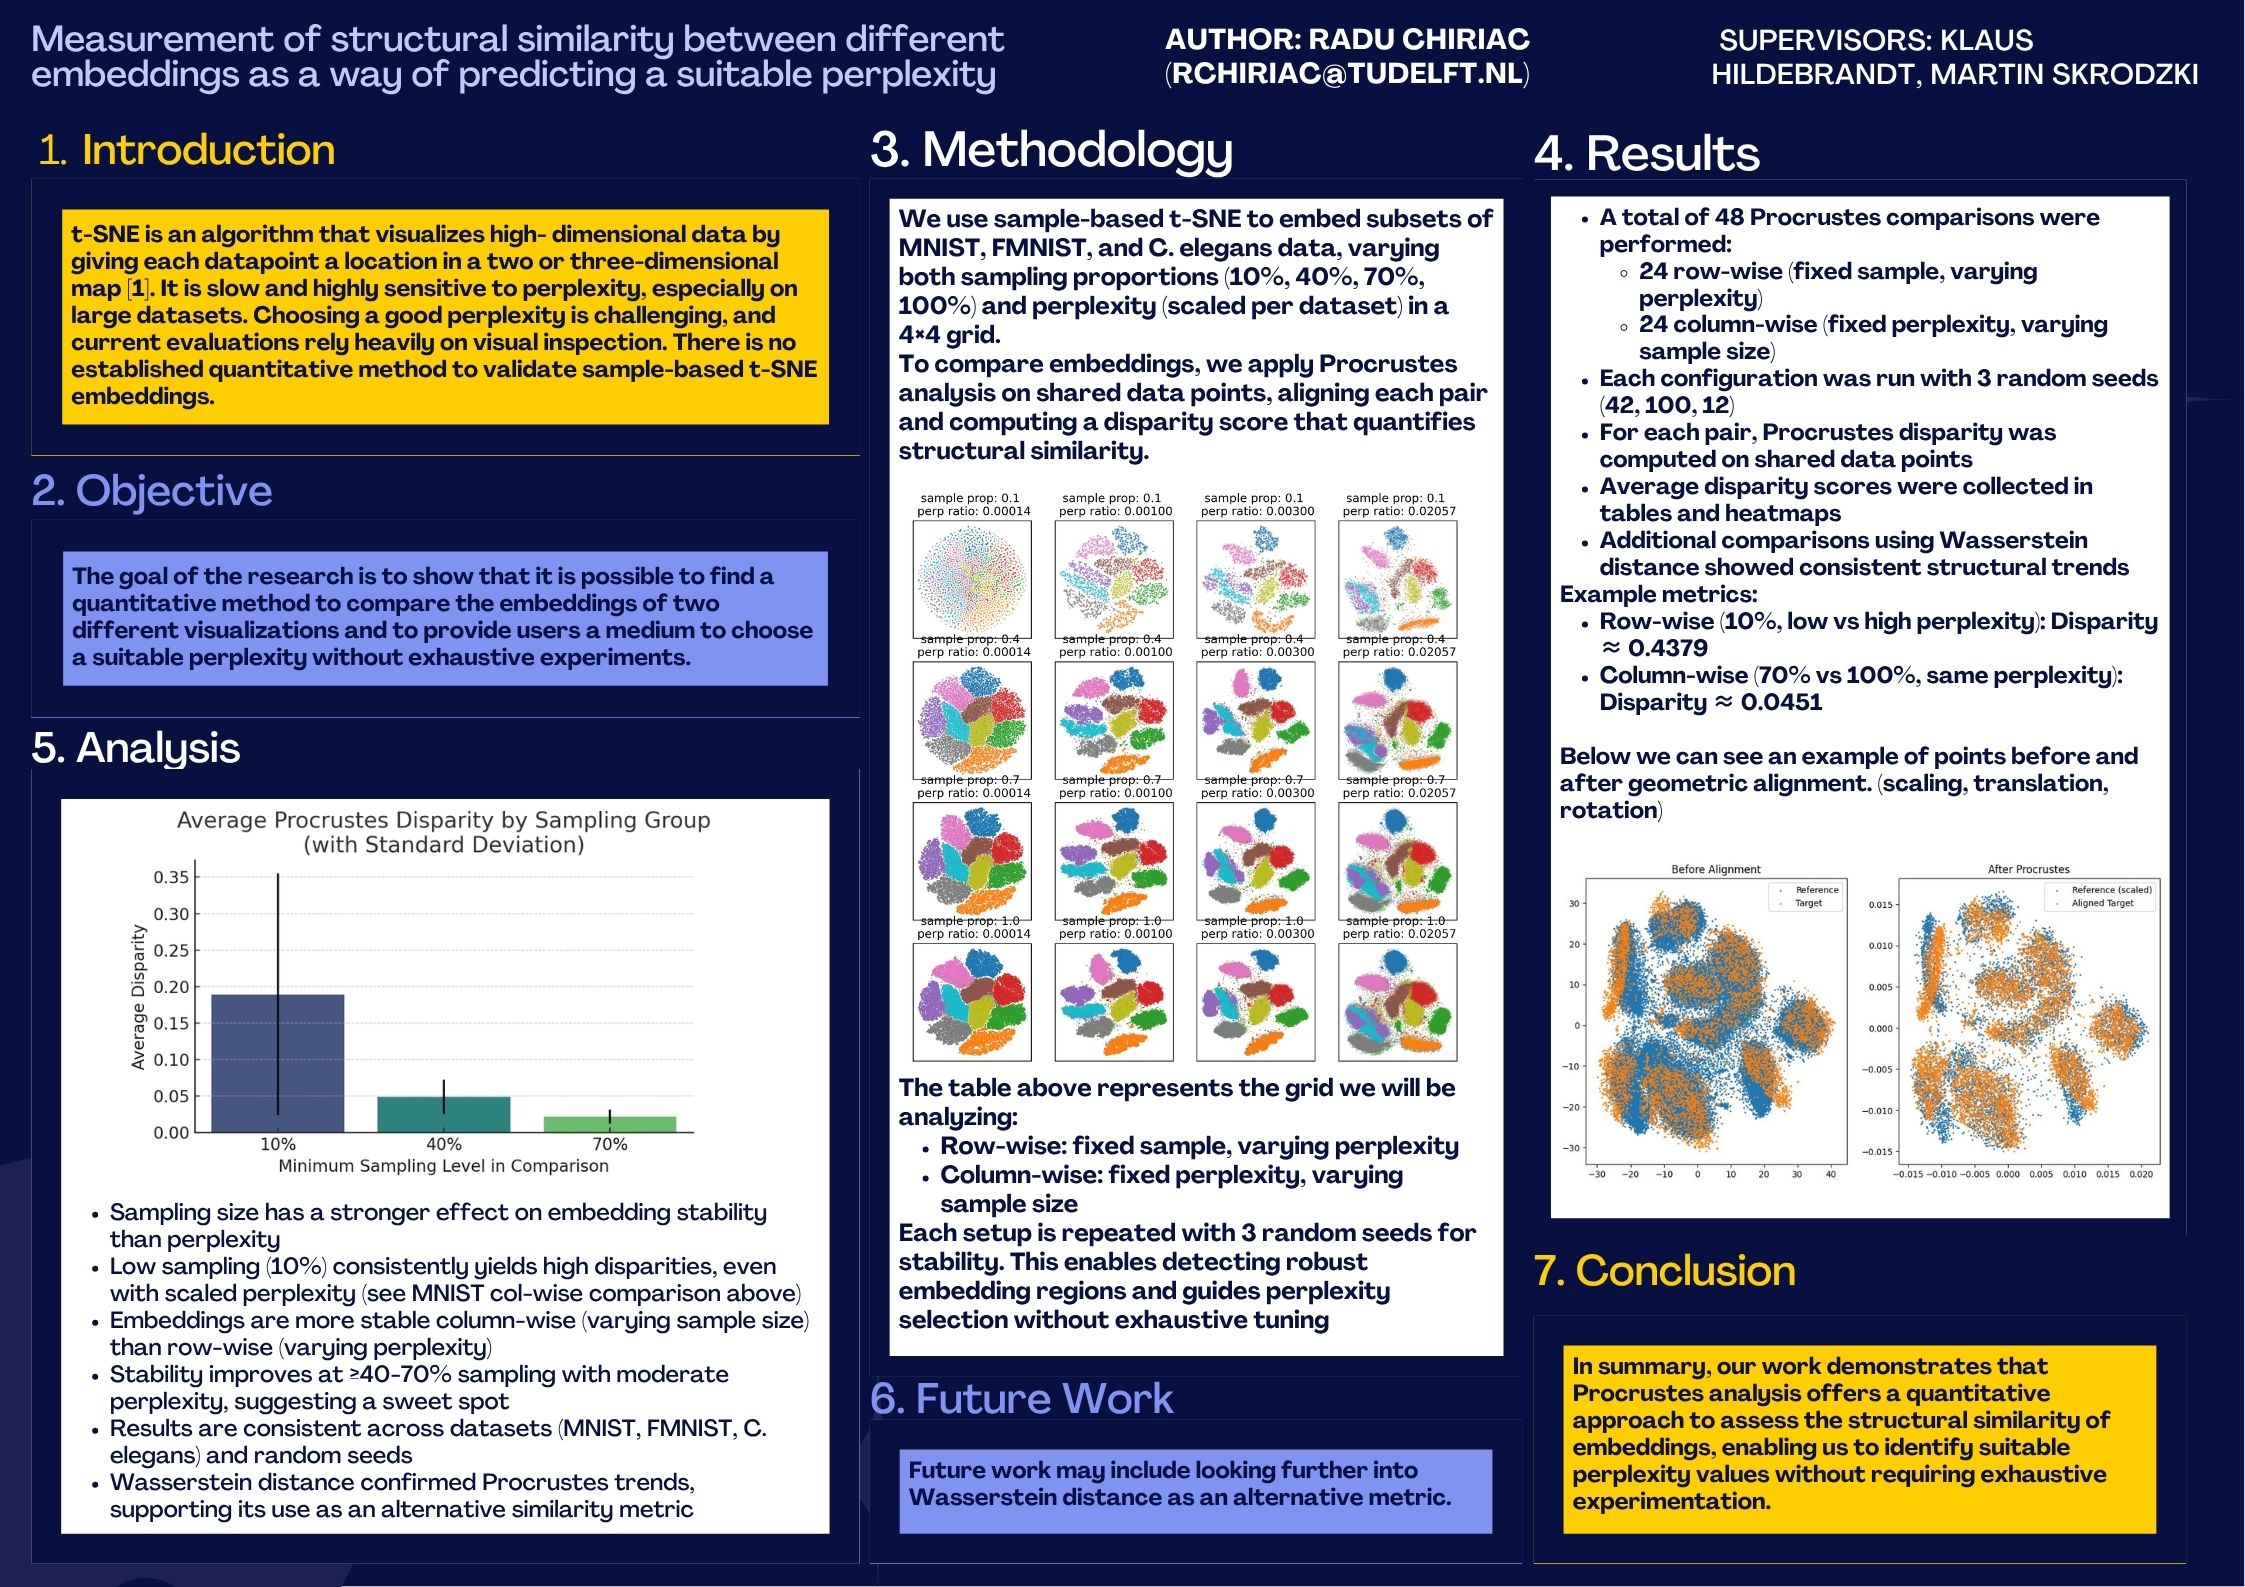 Measurement of structural similarity between different
embeddings as a way of predicting a suitable perplexity
AUTHOR: RADU CHIRIAC
(RCHIRIAC@TUDELFT.NL)
SUPERVISORS: KLAUS
HILDEBRANDT, MARTIN SKRODZKI
1. Introduction
t-SNE is an algorithm that visualizes high- dimensional data by
giving each datapoint a location in a two or three-dimensional
map [1]. It is slow and highly sensitive to perplexity, especially on
large datasets. Choosing a good perplexity is challenging, and
current evaluations rely heavily on visual inspection. There is no
established quantitative method to validate sample-based t-SNE
embeddings.
2. Objective
The goal of the research is to show that it is possible to find a
quantitative method to compare the embeddings of two
different visualizations and to provide users a medium to choose
a suitable perplexity without exhaustive experiments.
3. Methodology
We use sample-based t-SNE to embed subsets of
MNIST, FMNIST, and C. elegans data, varying
both sampling proportions (10%, 40%, 70%,
100%) and perplexity (scaled per dataset) in a
4×4 grid.
To compare embeddings, we apply Procrustes
analysis on shared data points, aligning each pair
and computing a disparity score that quantifies
structural similarity.
sample prop: 0.1 sample prop: 0.1 sample prop: 0.1 sample prop: 0.1
perp ratio: 0.00014 perp ratio: 0.00100 perp ratio: 0.00300 perp ratio: 0.02057
sample prop: 0.4 sample prop: 0.4 sample prop: 0.4 sample prop: 0.4
perp ratio: 0.00014 perp ratio: 0.00100 perp ratio: 0.00300 perp ratio: 0.02057
sample prop: 0.7 sample prop: 0.7 sample prop: 0.7 sample prop: 0.7
perp ratio: 0.00014 perp ratio: 0.00100 perp ratio: 0.00300 perp ratio: 0.02057
sample prop: 1.0 sample prop: 1.0 sample prop: 1.0 sample prop: 1.0
perp ratio: 0.00014 perp ratio: 0.00100 perp ratio: 0.00300 perp ratio: 0.02057
The table above represents the grid we will be
analyzing:
• Row-wise: fixed sample, varying perplexity
• Column-wise: fixed perplexity, varying
sample size
Each setup is repeated with 3 random seeds for
stability. This enables detecting robust
embedding regions and guides perplexity
selection without exhaustive tuning
4. Results
• A total of 48 Procrustes comparisons were
performed:
◦ 24 row-wise (fixed sample, varying
perplexity)
◦ 24 column-wise (fixed perplexity, varying
sample size)
• Each configuration was run with 3 random seeds
(42, 100, 12)
• For each pair, Procrustes disparity was
computed on shared data points
• Average disparity scores were collected in
tables and heatmaps
• Additional comparisons using Wasserstein
distance showed consistent structural trends
Example metrics:
• Row-wise (10%, low vs high perplexity): Disparity
≈ 0.4379
• Column-wise (70% vs 100%, same perplexity):
Disparity ≈ 0.0451
Below we can see an example of points before and
after geometric alignment. (scaling, translation,
rotation)
Before Alignment
Reference
Target
30
20
10
0
−10
−20
−30
−30 −20 −10 0 10 20 30 40
After Procrustes
Reference (scaled)
Aligned Target
0.015
0.010
0.005
0.000
−0.005
−0.010
−0.015
−0.015 −0.010 −0.005 0.000 0.005 0.010 0.015 0.020
5. Analysis
Average Procrustes Disparity by Sampling Group
(with Standard Deviation)
Average Disparity
0.35
0.30
0.25
0.20
0.15
0.10
0.05
0.00
10% 40% 70%
Minimum Sampling Level in Comparison
• Sampling size has a stronger effect on embedding stability
than perplexity
• Low sampling (10%) consistently yields high disparities, even
with scaled perplexity (see MNIST col-wise comparison above)
• Embeddings are more stable column-wise (varying sample size)
than row-wise (varying perplexity)
• Stability improves at ≥40-70% sampling with moderate
perplexity, suggesting a sweet spot
• Results are consistent across datasets (MNIST, FMNIST, C.
elegans) and random seeds
• Wasserstein distance confirmed Procrustes trends,
supporting its use as an alternative similarity metric
6. Future Work
Future work may include looking further into
Wasserstein distance as an alternative metric.
7. Conclusion
In summary, our work demonstrates that
Procrustes analysis offers a quantitative
approach to assess the structural similarity of
embeddings, enabling us to identify suitable
perplexity values without requiring exhaustive
experimentation.